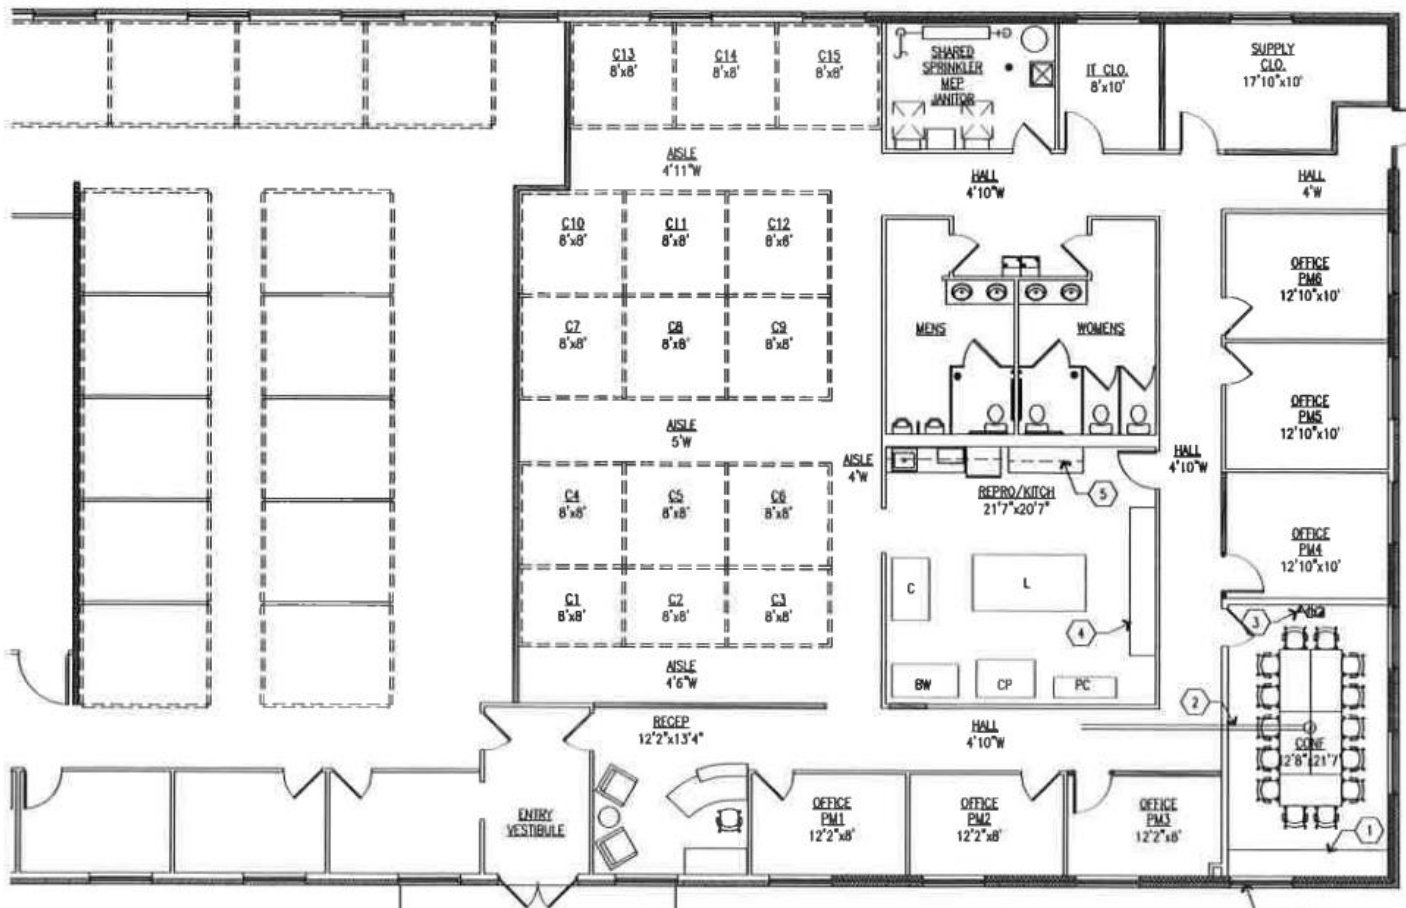 C13
8'x8'
C14
8'x8'
C15
8'x8'
SHARED
SPRINKLER
MEP
JANITOR
IT CLO.
8'x10'
SUPPLY
CLO.
17'10"x10'
AISLE
4'11"W
HALL
4'10"W
HALL
4'W
C10
8'x8'
C11
8'x8'
C12
8'x8'
OFFICE
PM6
12'10"x10'
C7
8'x8'
C8
8'x8'
C9
8'x8'
MENS
WOMENS
OFFICE
PM5
12'10"x10'
AISLE
5'W
AISLE
4'W
HALL
4'10"W
C4
8'x8'
C5
8'x8'
C6
8'x8'
REPRO/KITCH
21'7"x20'7"
5
OFFICE
PM4
12'10"x10'
C1
8'x8'
C2
8'x8'
C3
8'x8'
C
L
4
3
AISLE
4'6"W
BW
CP
PC
2
RECEP
12'2"x13'4"
HALL
4'10"W
CONF
12'8"x21'7"
ENTRY
VESTIBULE
OFFICE
PM1
12'2"x8'
OFFICE
PM2
12'2"x8'
OFFICE
PM3
12'2"x8'
1